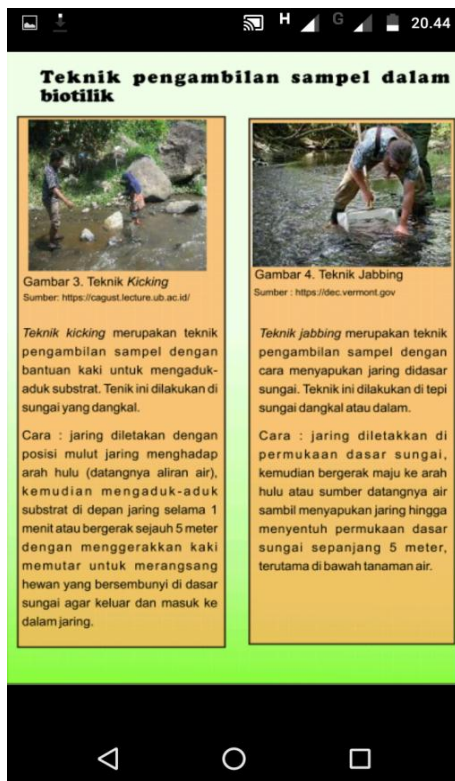 H
G
20.44
Teknik pengambilan sampel dalam
biotilik
Gambar 3. Teknik Kicking
Sumber: https://cagust.lecture.ub.ac.id/
Teknik kicking merupakan teknik
pengambilan sampel dengan
bantuan kaki untuk mengaduk-
aduk substrat. Tenik ini dilakukan di
sungai yang dangkal.
Cara : jaring diletakan dengan
posisi mulut jaring menghadap
arah hulu (datangnya aliran air),
kemudian mengaduk-aduk
substrat di depan jaring selama 1
menit atau bergerak sejauh 5 meter
dengan menggerakkan kaki
memutar untuk merangsang
hewan yang bersembunyi di dasar
sungai agar keluar dan masuk ke
dalam jaring.
Gambar 4. Teknik Jabbing
Sumber : https://dec.vermont.gov
Teknik jabbing merupakan teknik
pengambilan sampel dengan
cara menyapukan jaring didasar
sungai. Teknik ini dilakukan di tepi
sungai dangkal atau dalam.
Cara : jaring diletakkan di
permukaan dasar sungai,
kemudian bergerak maju ke arah
hulu atau sumber datangnya air
sambil menyapukan jaring hingga
menyentuh permukaan dasar
sungai sepanjang 5 meter,
terutama di bawah tanaman air.